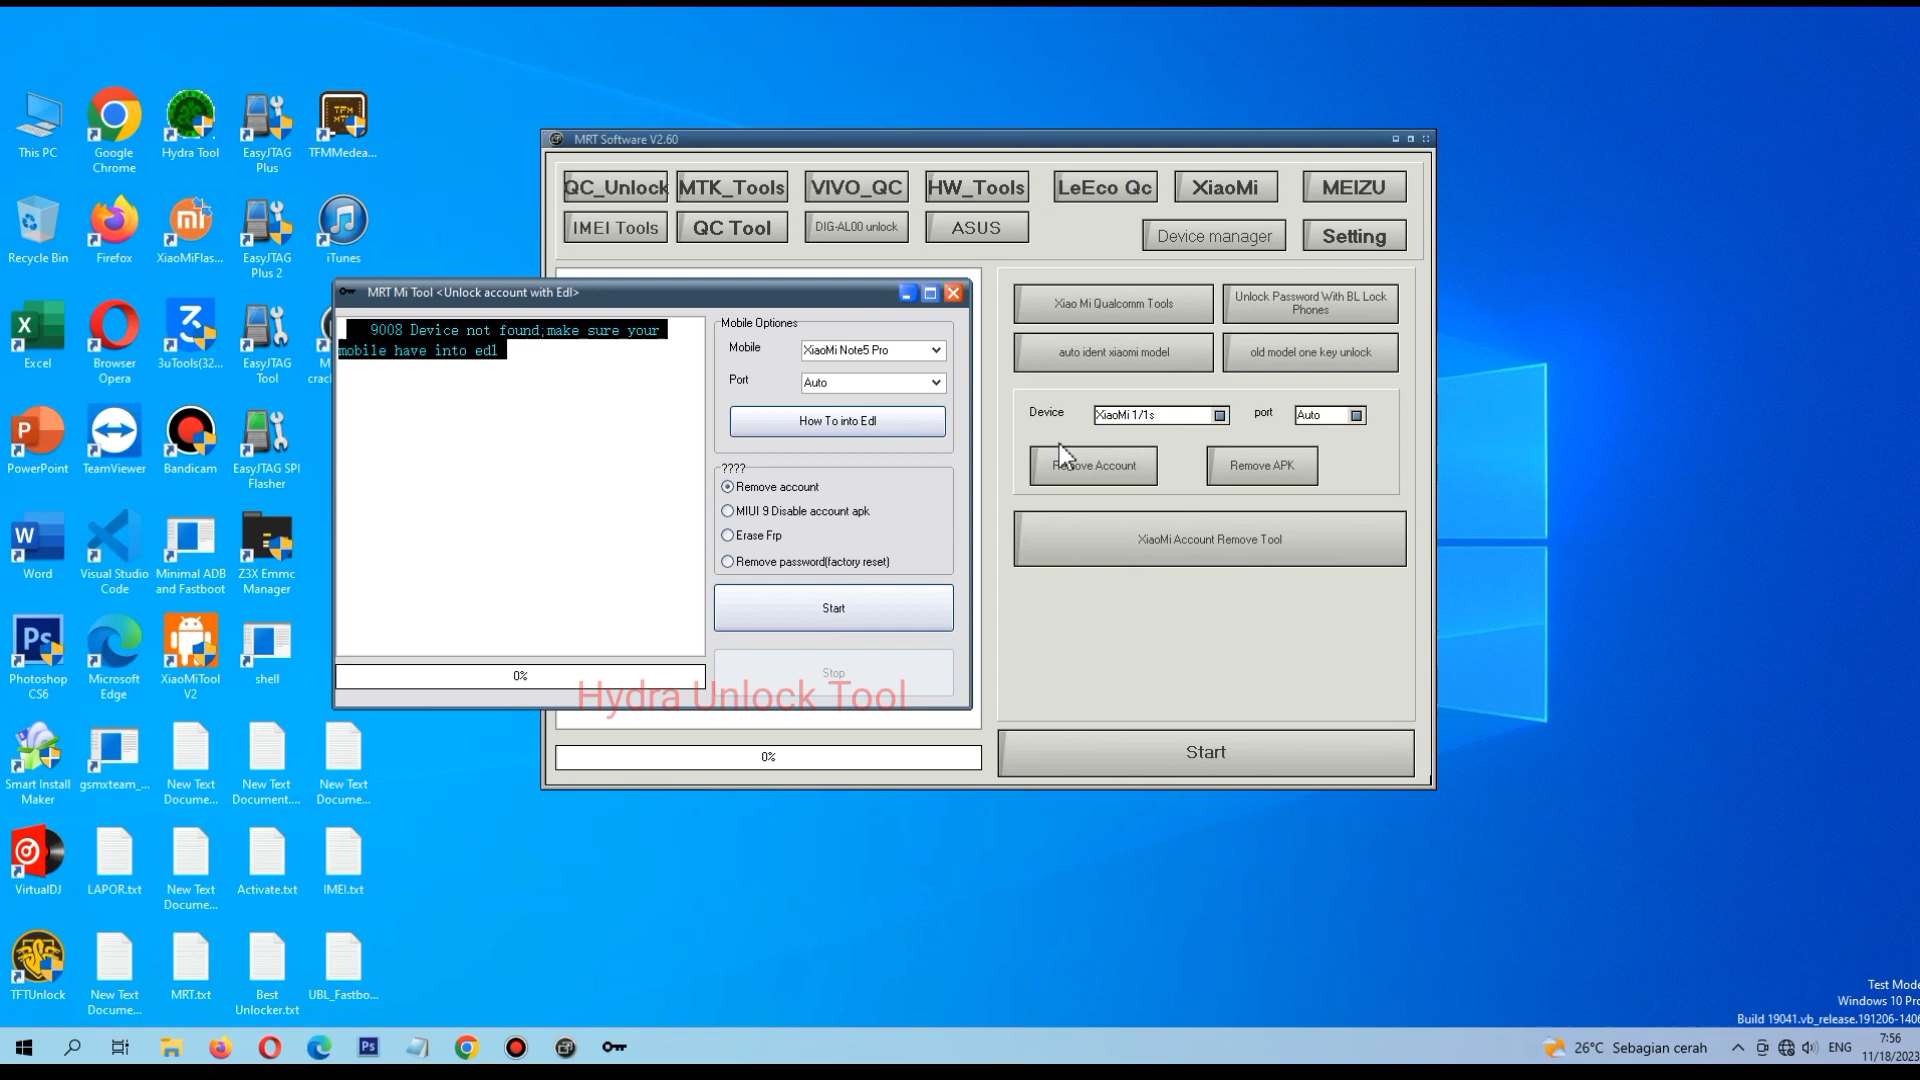 This PC
Google
Chrome
Hydra Tool
EasyJTAG
Plus
TFMMedea...
Recycle Bin
Firefox
XiaoMiFlas...
EasyJTAG
Plus 2
iTunes
Excel
Browser
Opera
3uTools(32...
EasyJTAG
Tool
PowerPoint
TeamViewer
Bandicam
EasyJTAG SPI
Flasher
Word
Visual Studio
Code
Minimal ADB
and Fastboot
Z3X Emmc
Manager
Photoshop
CS6
Microsoft
Edge
XiaoMiTool
V2
shell
Smart Install
Maker
gsmxteam_...
New Text
Docume...
New Text
Document....
New Text
Docume...
VirtualDJ
LAPOR.txt
New Text
Docume...
Activate.txt
IMEI.txt
TFTUnlock
New Text
Docume...
MRT.txt
Best
Unlocker.txt
UBL_Fastbo...
MRT Software V2.60
QC_Unlock MTK_Tools VIVO_QC HW_Tools LeEco Qc XiaoMi MEIZU
IMEI Tools QC Tool DIG-AL00 unlock ASUS Device manager Setting
Xiao Mi Qualcomm Tools
Unlock Password With BL Lock
Phones
auto ident xiaomi model
old model one key unlock
Device XiaoMi 1/1s port Auto
Remove Account
Remove APK
XiaoMi Account Remove Tool
0%
Start
MRT Mi Tool <Unlock account with Edl>
9008 Device not found;make sure your
mobile have into edl
Mobile Optiones
Mobile XiaoMi Note5 Pro
Port Auto
How To into Edl
????
Remove account
MIUI 9 Disable account apk
Erase Frp
Remove password(factory reset)
Start
Stop
0%
Hydra Unlock Tool
Test Mode
Windows 10 Pro
Build 19041.vb_release.191206-1406
26°C Sebagian cerah
ENG
7:56
11/18/2023